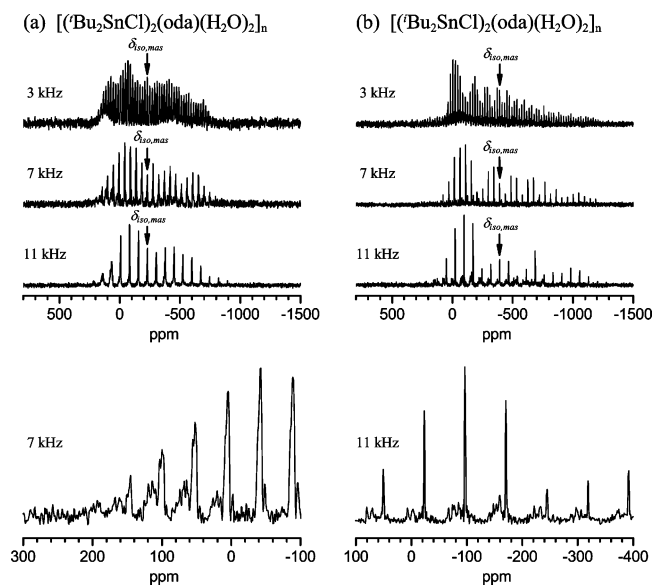 (a) [(ᵗBu₂SnCl)₂(oda)(H₂O)₂]ₙ
δiso,mas
3 kHz
δiso,mas
7 kHz
δiso,mas
11 kHz
500 0 -500 -1000 -1500
ppm
7 kHz
300 200 100 0 -100
ppm
(b) [(ⁱBu₂SnCl)₂(oda)(H₂O)₂]ₙ
δiso,mas
3 kHz
δiso,mas
7 kHz
δiso,mas
11 kHz
500 0 -500 -1000 -1500
ppm
11 kHz
100 0 -100 -200 -300 -400
ppm